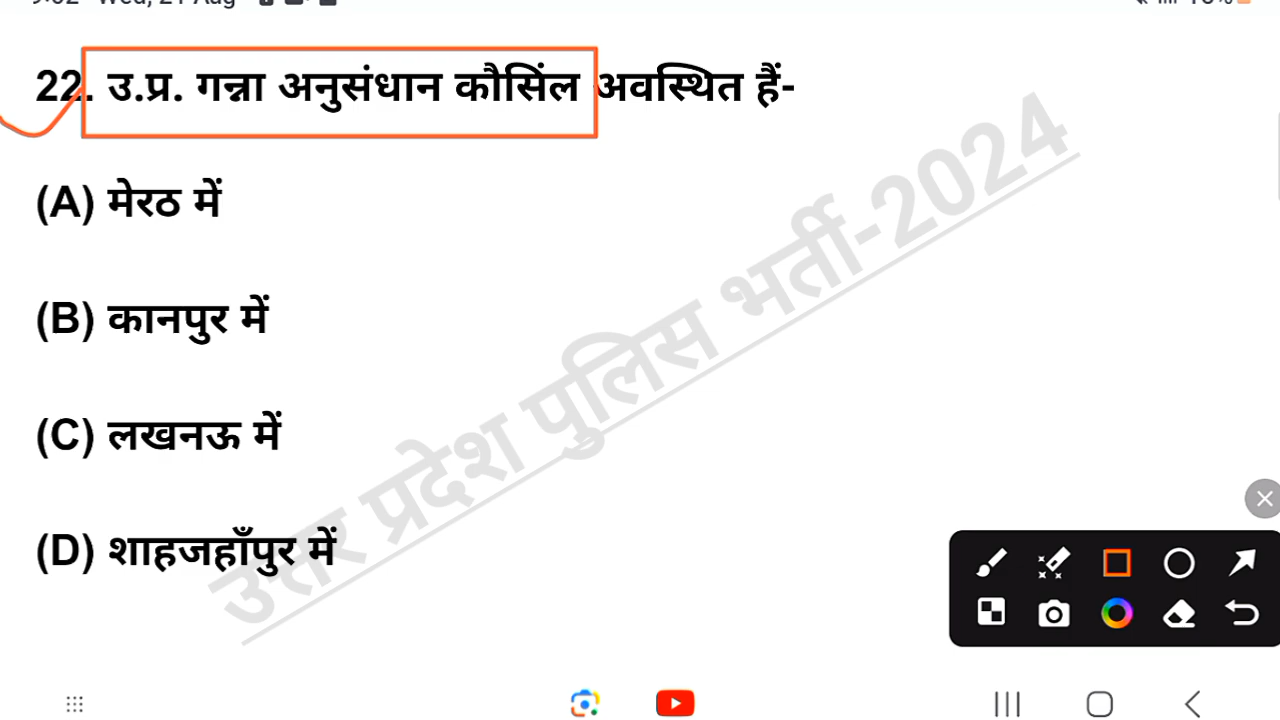 22. उ.प्र. गन्ना अनुसंधान कौसिंल अवस्थित हैं-
(A) मेरठ में
(B) कानपुर में
(C) लखनऊ में
(D) शाहजहाँपुर में
उत्तर प्रदेश पुलिस भर्ती-2024